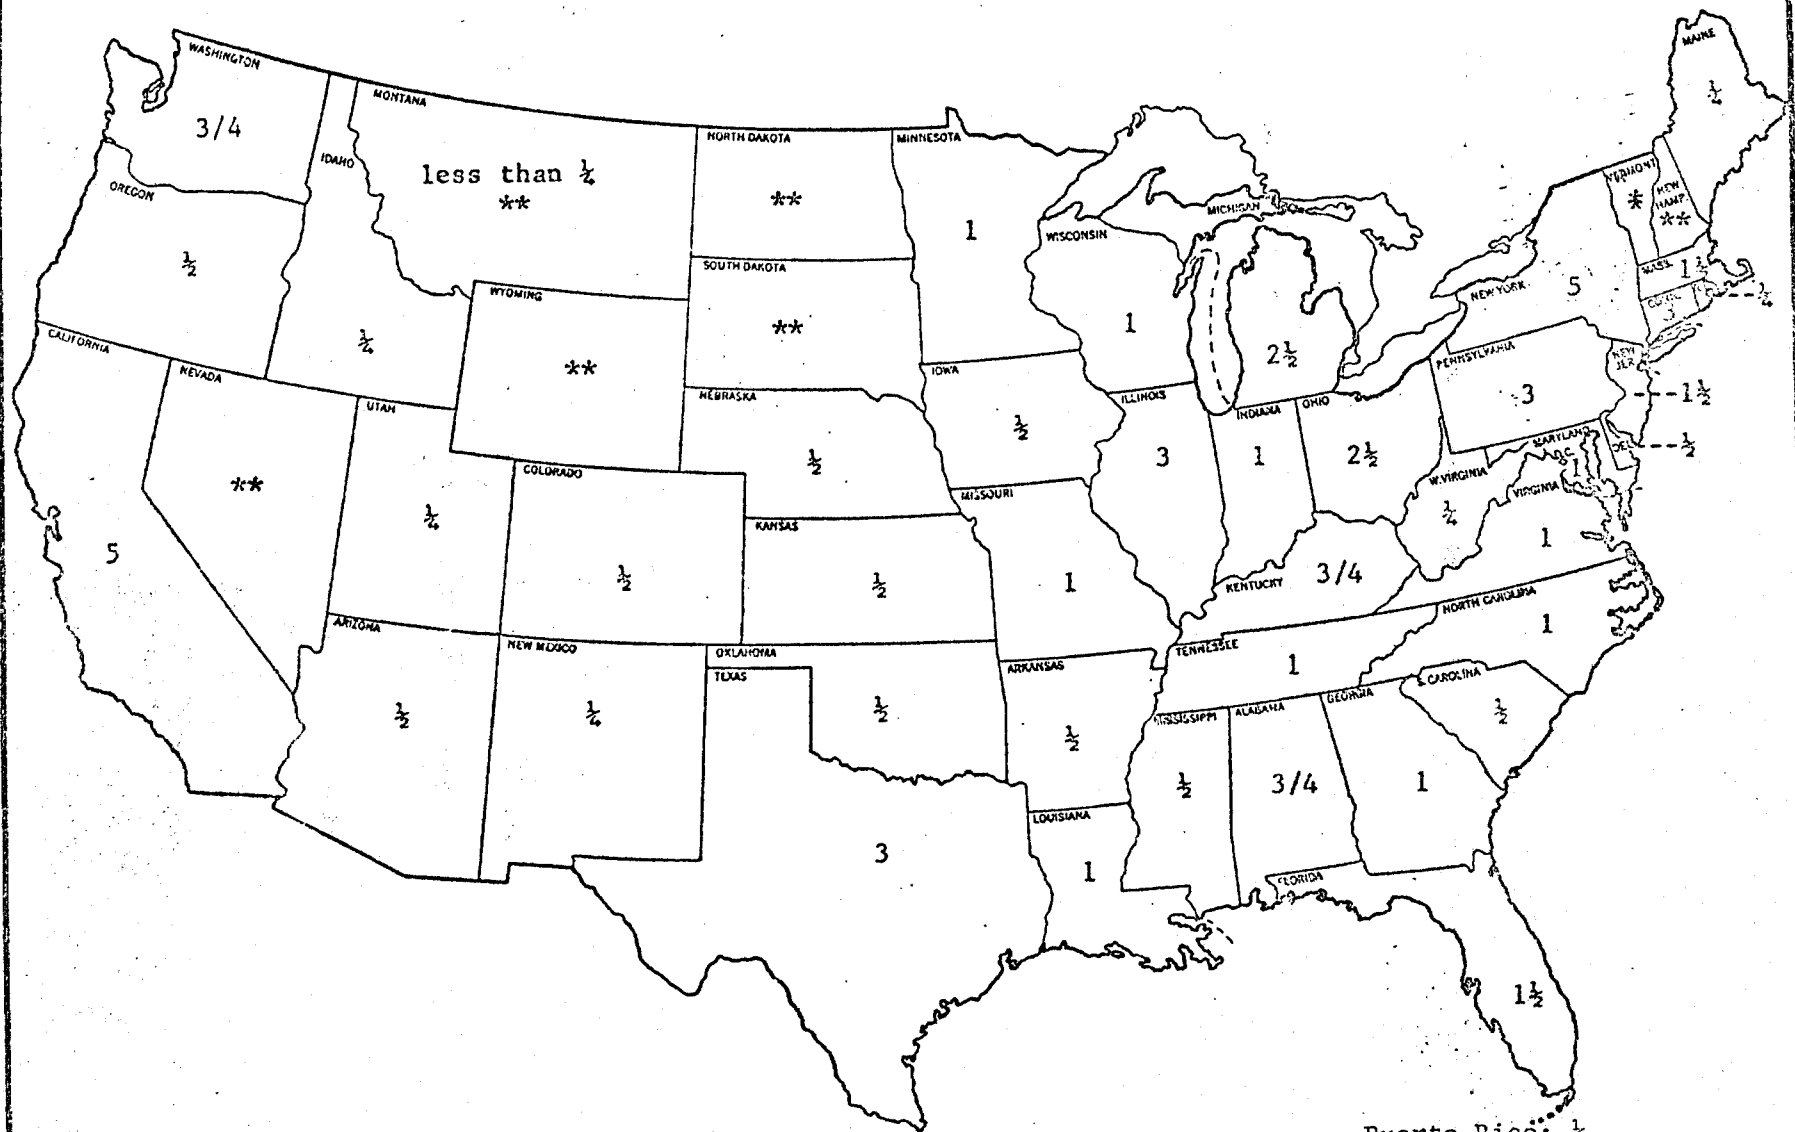 WASHINGTON
3/4
MONTANA
less than ¼
**
IDAHO
¼
OREGON
½
CALIFORNIA
5
NEVADA
**
UTAH
¼
WYOMING
**
COLORADO
½
ARIZONA
½
NEW MEXICO
¼
NORTH DAKOTA
**
SOUTH DAKOTA
**
NEBRASKA
½
KANSAS
½
OKLAHOMA
½
TEXAS
3
MINNESOTA
1
IOWA
½
MISSOURI
1
ARKANSAS
½
LOUISIANA
1
WISCONSIN
1
MICHIGAN
2½
ILLINOIS
3
INDIANA
1
OHIO
2½
KENTUCKY
3/4
TENNESSEE
1
MISSISSIPPI
½
ALABAMA
3/4
GEORGIA
1
FLORIDA
1½
S. CAROLINA
½
NORTH CAROLINA
1
VIRGINIA
1
W. VIRGINIA
¼
MARYLAND
DEL
½
PENNSYLVANIA
3
NEW JER.
1½
NEW YORK
5
CONN.
3
¼
MASS.
1½
VERMONT
*
NEW HAMP.
**
MAINE
¼
Puerto Rico: ½